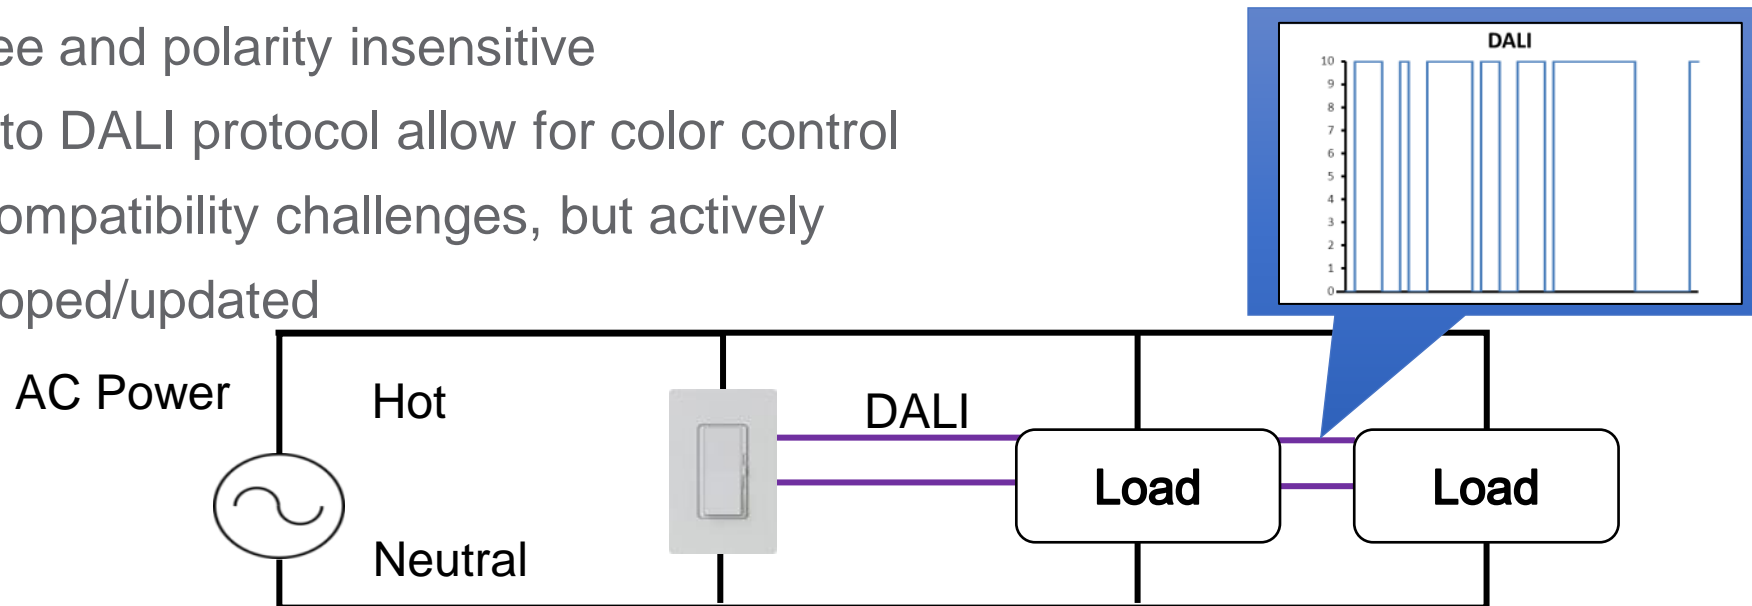 ee and polarity insensitive
to DALI protocol allow for color control
ompatibility challenges, but actively
oped/updated
DALI
10
9
8
7
6
5
4
3
2
1
0
AC Power
Hot
DALI
Load
Load
Neutral